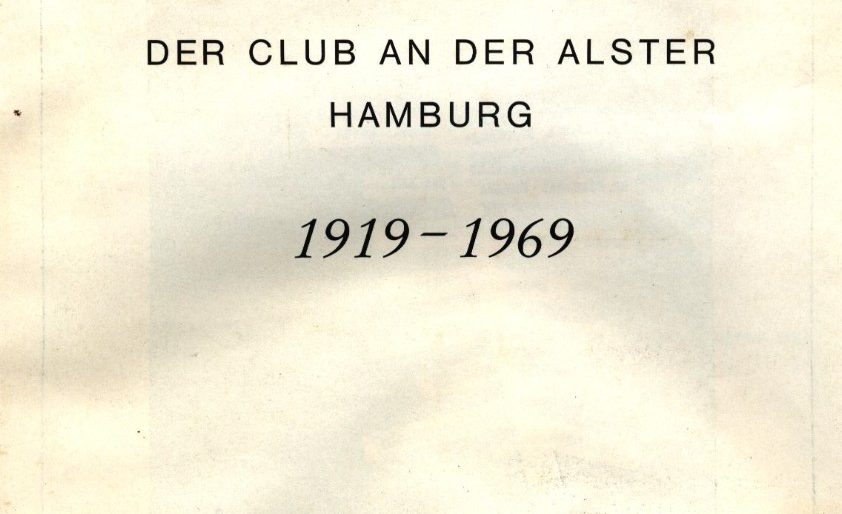 DER CLUB AN DER ALSTER
HAMBURG
1919 – 1969